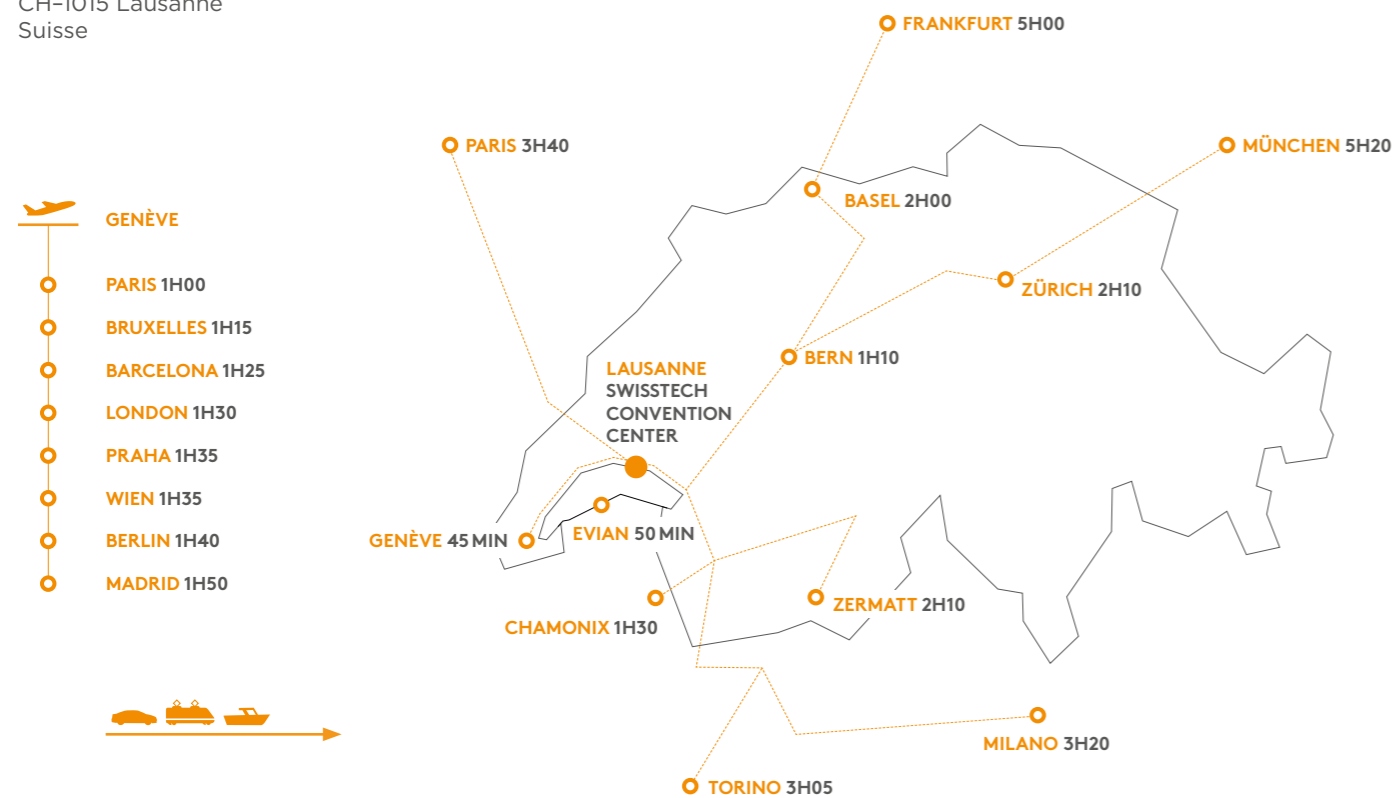 CH–1015 Lausanne
Suisse
GENÈVE
PARIS 1H00
BRUXELLES 1H15
BARCELONA 1H25
LONDON 1H30
PRAHA 1H35
WIEN 1H35
BERLIN 1H40
MADRID 1H50
FRANKFURT 5H00
PARIS 3H40
MÜNCHEN 5H20
BASEL 2H00
ZÜRICH 2H10
BERN 1H10
LAUSANNE
SWISSTECH
CONVENTION
CENTER
GENÈVE 45 MIN
EVIAN 50 MIN
CHAMONIX 1H30
ZERMATT 2H10
MILANO 3H20
TORINO 3H05